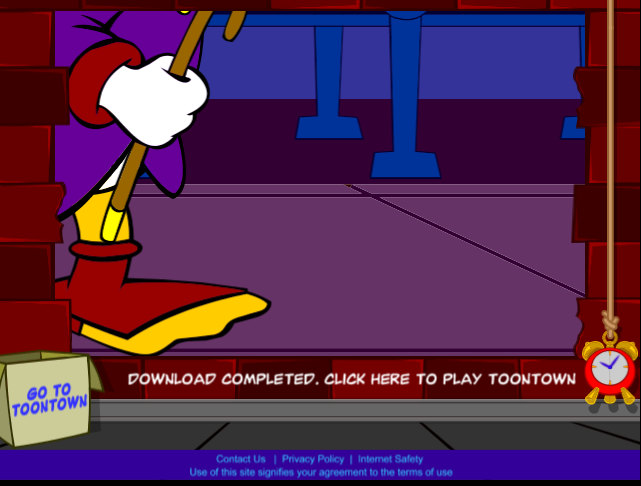 DOWNLOAD COMPLETED. CLICK HERE TO PLAY TOONTOWN
GO TO
TOONTOWN
Contact Us | Privacy Policy | Internet Safety
Use of this site signifies your agreement to the terms of use